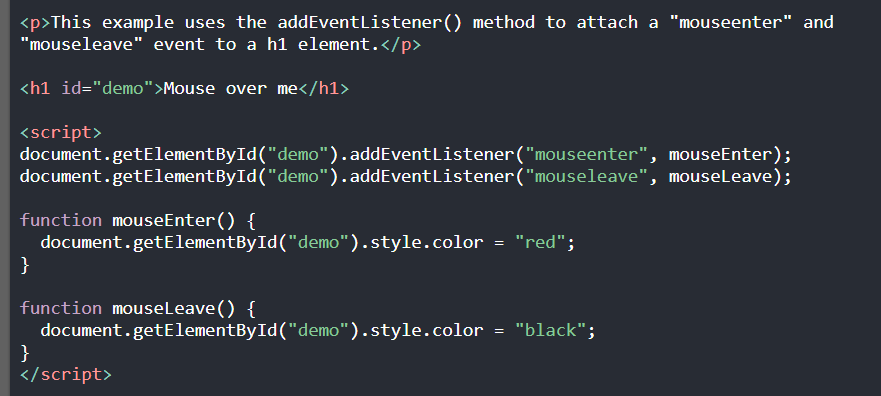 <p>This example uses the addEventListener() method to attach a "mouseenter" and
"mouseleave" event to a h1 element.</p>
<h1 id="demo">Mouse over me</h1>
<script>
document.getElementById("demo").addEventListener("mouseenter", mouseEnter);
document.getElementById("demo").addEventListener("mouseleave", mouseLeave);
function mouseEnter() {
  document.getElementById("demo").style.color = "red";
}
function mouseLeave() {
  document.getElementById("demo").style.color = "black";
}
</script>